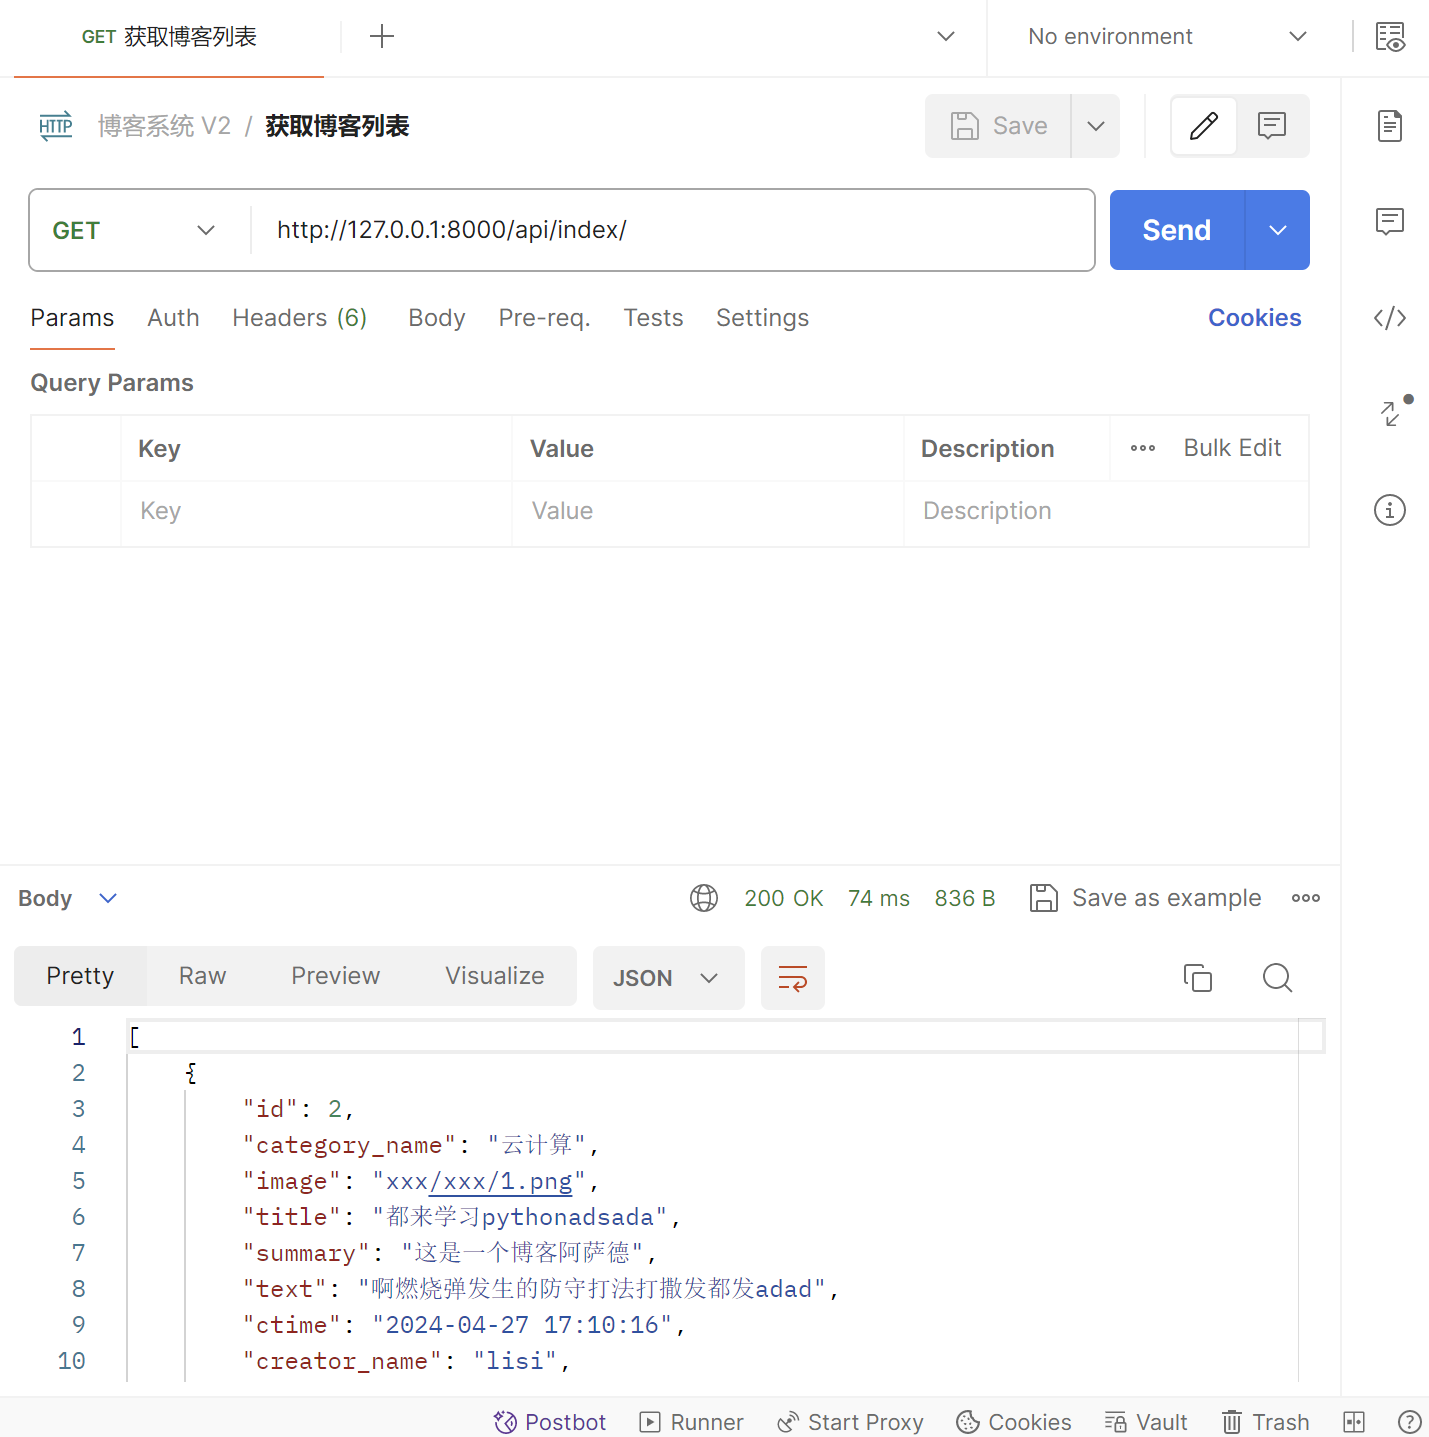 GET 获取博客列表
No environment
HTTP 博客系统 V2 / 获取博客列表
Save
GET http://127.0.0.1:8000/api/index/
Send
Params Auth Headers (6) Body Pre-req. Tests Settings Cookies
Query Params
Key Value Description Bulk Edit
Key Value Description
Body 200 OK 74 ms 836 B Save as example
Pretty Raw Preview Visualize JSON
1 [
2 {
3 "id": 2,
4 "category_name": "云计算",
5 "image": "xxx/xxx/1.png",
6 "title": "都来学习pythonadsada",
7 "summary": "这是一个博客阿萨德",
8 "text": "啊燃烧弹发生的防守打法打撒发都发adad",
9 "ctime": "2024-04-27 17:10:16",
10 "creator_name": "lisi",
Postbot Runner Start Proxy Cookies Vault Trash